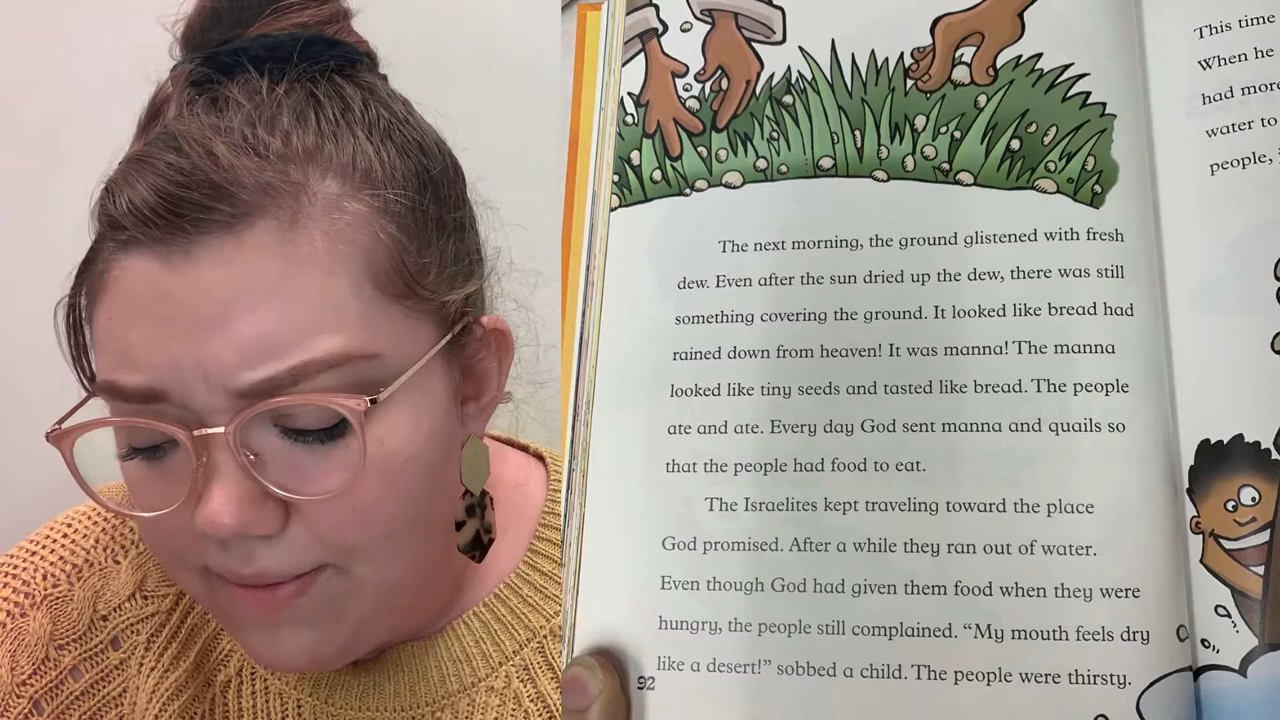 The next morning, the ground glistened with fresh
dew. Even after the sun dried up the dew, there was still
something covering the ground. It looked like bread had
rained down from heaven! It was manna! The manna
looked like tiny seeds and tasted like bread. The people
ate and ate. Every day God sent manna and quails so
that the people had food to eat.
The Israelites kept traveling toward the place
God promised. After a while they ran out of water.
Even though God had given them food when they were
hungry, the people still complained. “My mouth feels dry
like a desert!” sobbed a child. The people were thirsty.
92
This time
When he
had more
water to
people,